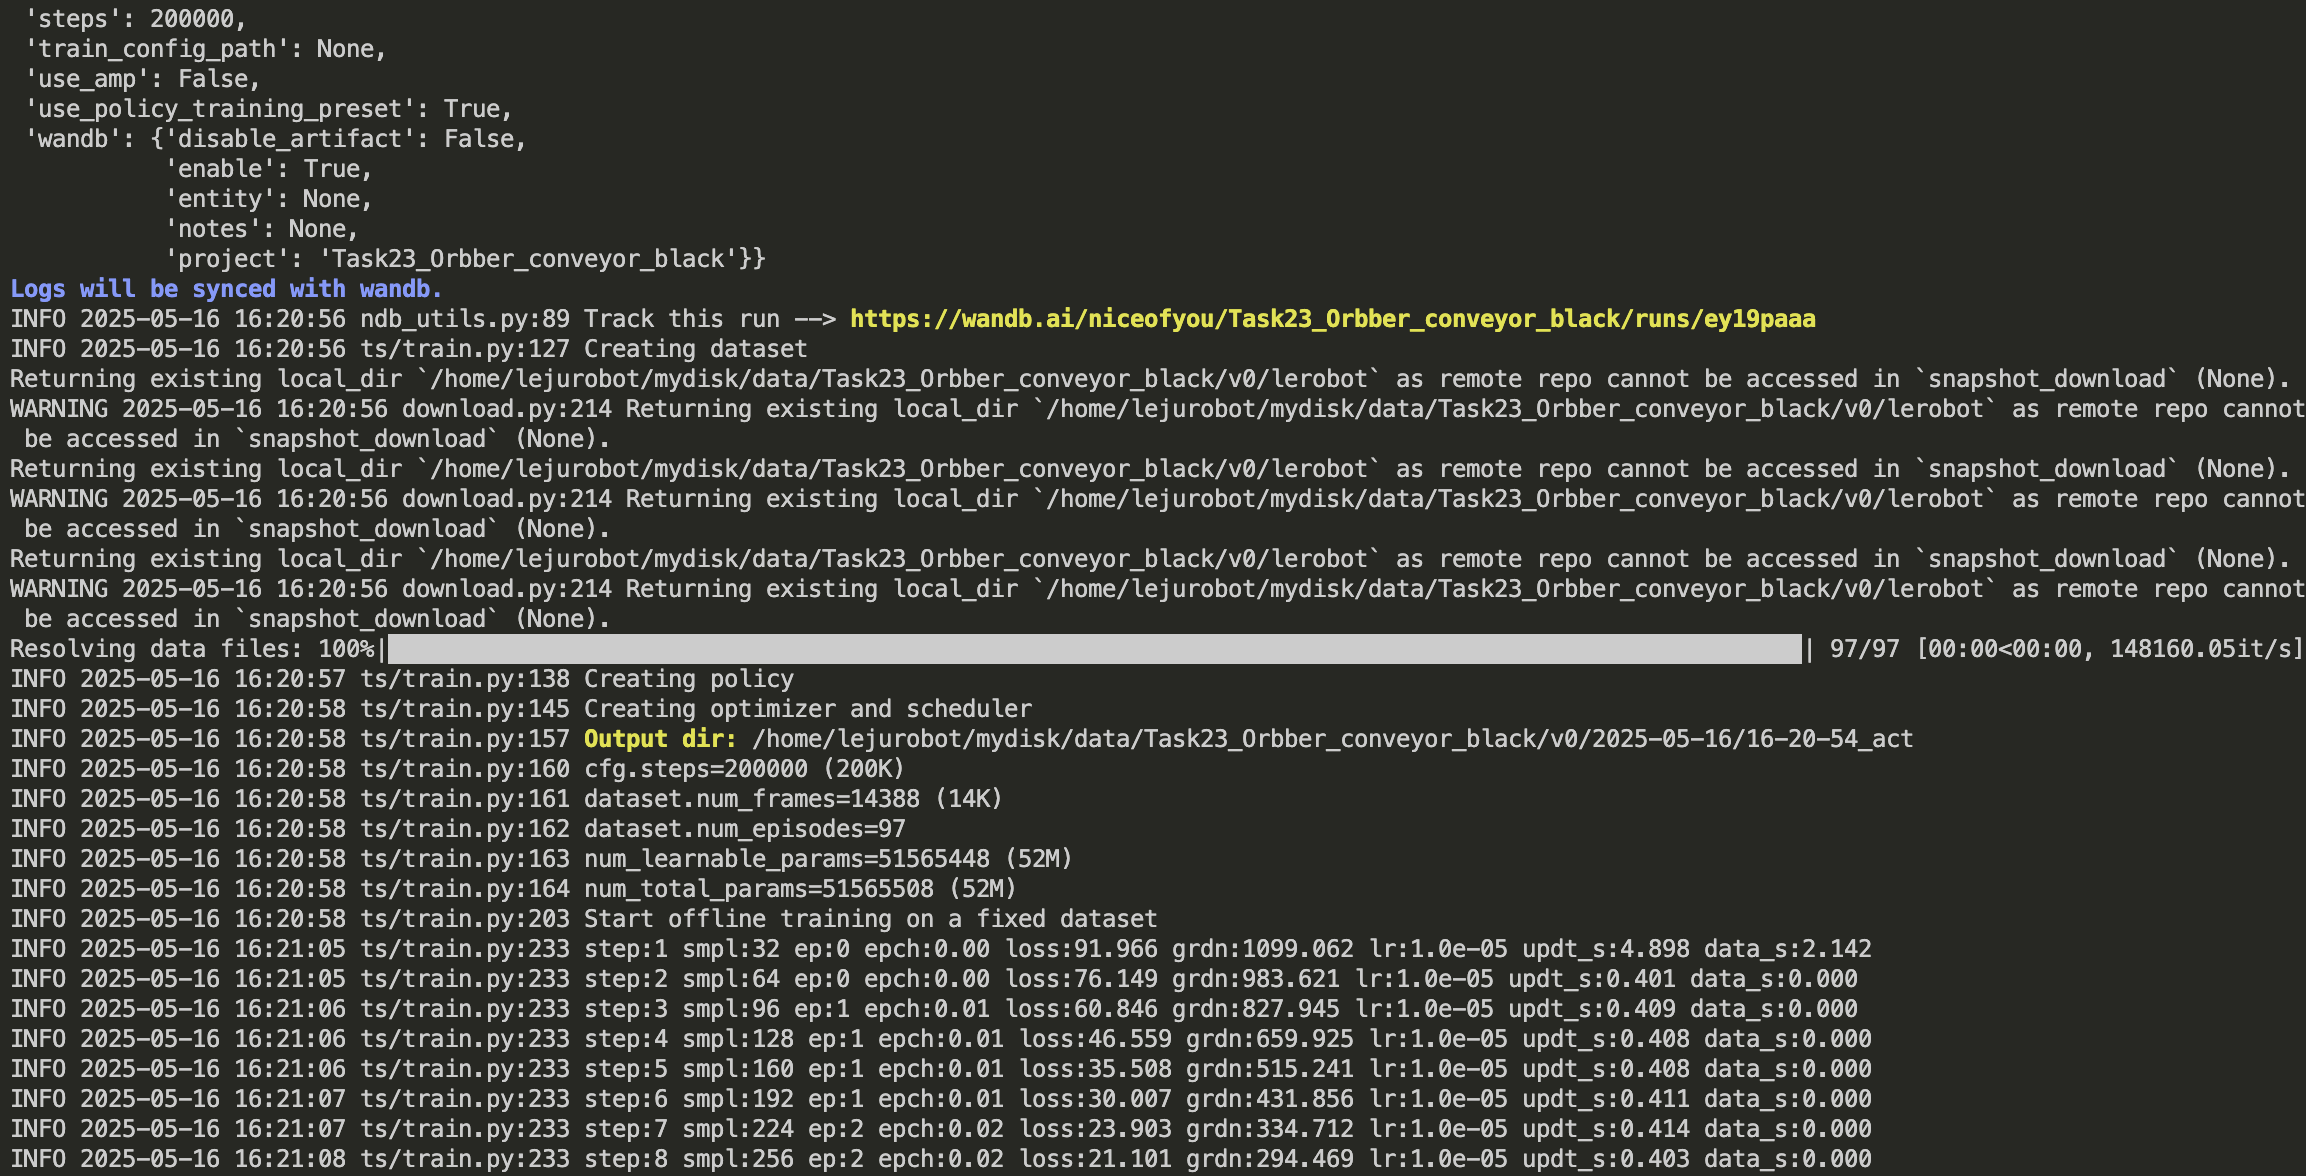 'steps': 200000,
'train_config_path': None,
'use_amp': False,
'use_policy_training_preset': True,
'wandb': {'disable_artifact': False,
'enable': True,
'entity': None,
'notes': None,
'project': 'Task23_Orbber_conveyor_black'}}
Logs will be synced with wandb.
INFO 2025-05-16 16:20:56 ndb_utils.py:89 Track this run --> https://wandb.ai/niceofyou/Task23_Orbber_conveyor_black/runs/ey19paaa
INFO 2025-05-16 16:20:56 ts/train.py:127 Creating dataset
Returning existing local_dir `/home/lejurobot/mydisk/data/Task23_Orbber_conveyor_black/v0/lerobot` as remote repo cannot be accessed in `snapshot_download` (None).
WARNING 2025-05-16 16:20:56 download.py:214 Returning existing local_dir `/home/lejurobot/mydisk/data/Task23_Orbber_conveyor_black/v0/lerobot` as remote repo cannot
be accessed in `snapshot_download` (None).
Returning existing local_dir `/home/lejurobot/mydisk/data/Task23_Orbber_conveyor_black/v0/lerobot` as remote repo cannot be accessed in `snapshot_download` (None).
WARNING 2025-05-16 16:20:56 download.py:214 Returning existing local_dir `/home/lejurobot/mydisk/data/Task23_Orbber_conveyor_black/v0/lerobot` as remote repo cannot
be accessed in `snapshot_download` (None).
Returning existing local_dir `/home/lejurobot/mydisk/data/Task23_Orbber_conveyor_black/v0/lerobot` as remote repo cannot be accessed in `snapshot_download` (None).
WARNING 2025-05-16 16:20:56 download.py:214 Returning existing local_dir `/home/lejurobot/mydisk/data/Task23_Orbber_conveyor_black/v0/lerobot` as remote repo cannot
be accessed in `snapshot_download` (None).
Resolving data files: 100%| | 97/97 [00:00<00:00, 148160.05it/s]
INFO 2025-05-16 16:20:57 ts/train.py:138 Creating policy
INFO 2025-05-16 16:20:58 ts/train.py:145 Creating optimizer and scheduler
INFO 2025-05-16 16:20:58 ts/train.py:157 Output dir: /home/lejurobot/mydisk/data/Task23_Orbber_conveyor_black/v0/2025-05-16/16-20-54_act
INFO 2025-05-16 16:20:58 ts/train.py:160 cfg.steps=200000 (200K)
INFO 2025-05-16 16:20:58 ts/train.py:161 dataset.num_frames=14388 (14K)
INFO 2025-05-16 16:20:58 ts/train.py:162 dataset.num_episodes=97
INFO 2025-05-16 16:20:58 ts/train.py:163 num_learnable_params=51565448 (52M)
INFO 2025-05-16 16:20:58 ts/train.py:164 num_total_params=51565508 (52M)
INFO 2025-05-16 16:20:58 ts/train.py:203 Start offline training on a fixed dataset
INFO 2025-05-16 16:21:05 ts/train.py:233 step:1 smpl:32 ep:0 epch:0.00 loss:91.966 grdn:1099.062 lr:1.0e-05 updt_s:4.898 data_s:2.142
INFO 2025-05-16 16:21:05 ts/train.py:233 step:2 smpl:64 ep:0 epch:0.00 loss:76.149 grdn:983.621 lr:1.0e-05 updt_s:0.401 data_s:0.000
INFO 2025-05-16 16:21:06 ts/train.py:233 step:3 smpl:96 ep:1 epch:0.01 loss:60.846 grdn:827.945 lr:1.0e-05 updt_s:0.409 data_s:0.000
INFO 2025-05-16 16:21:06 ts/train.py:233 step:4 smpl:128 ep:1 epch:0.01 loss:46.559 grdn:659.925 lr:1.0e-05 updt_s:0.408 data_s:0.000
INFO 2025-05-16 16:21:06 ts/train.py:233 step:5 smpl:160 ep:1 epch:0.01 loss:35.508 grdn:515.241 lr:1.0e-05 updt_s:0.408 data_s:0.000
INFO 2025-05-16 16:21:07 ts/train.py:233 step:6 smpl:192 ep:1 epch:0.01 loss:30.007 grdn:431.856 lr:1.0e-05 updt_s:0.411 data_s:0.000
INFO 2025-05-16 16:21:07 ts/train.py:233 step:7 smpl:224 ep:2 epch:0.02 loss:23.903 grdn:334.712 lr:1.0e-05 updt_s:0.414 data_s:0.000
INFO 2025-05-16 16:21:08 ts/train.py:233 step:8 smpl:256 ep:2 epch:0.02 loss:21.101 grdn:294.469 lr:1.0e-05 updt_s:0.403 data_s:0.000